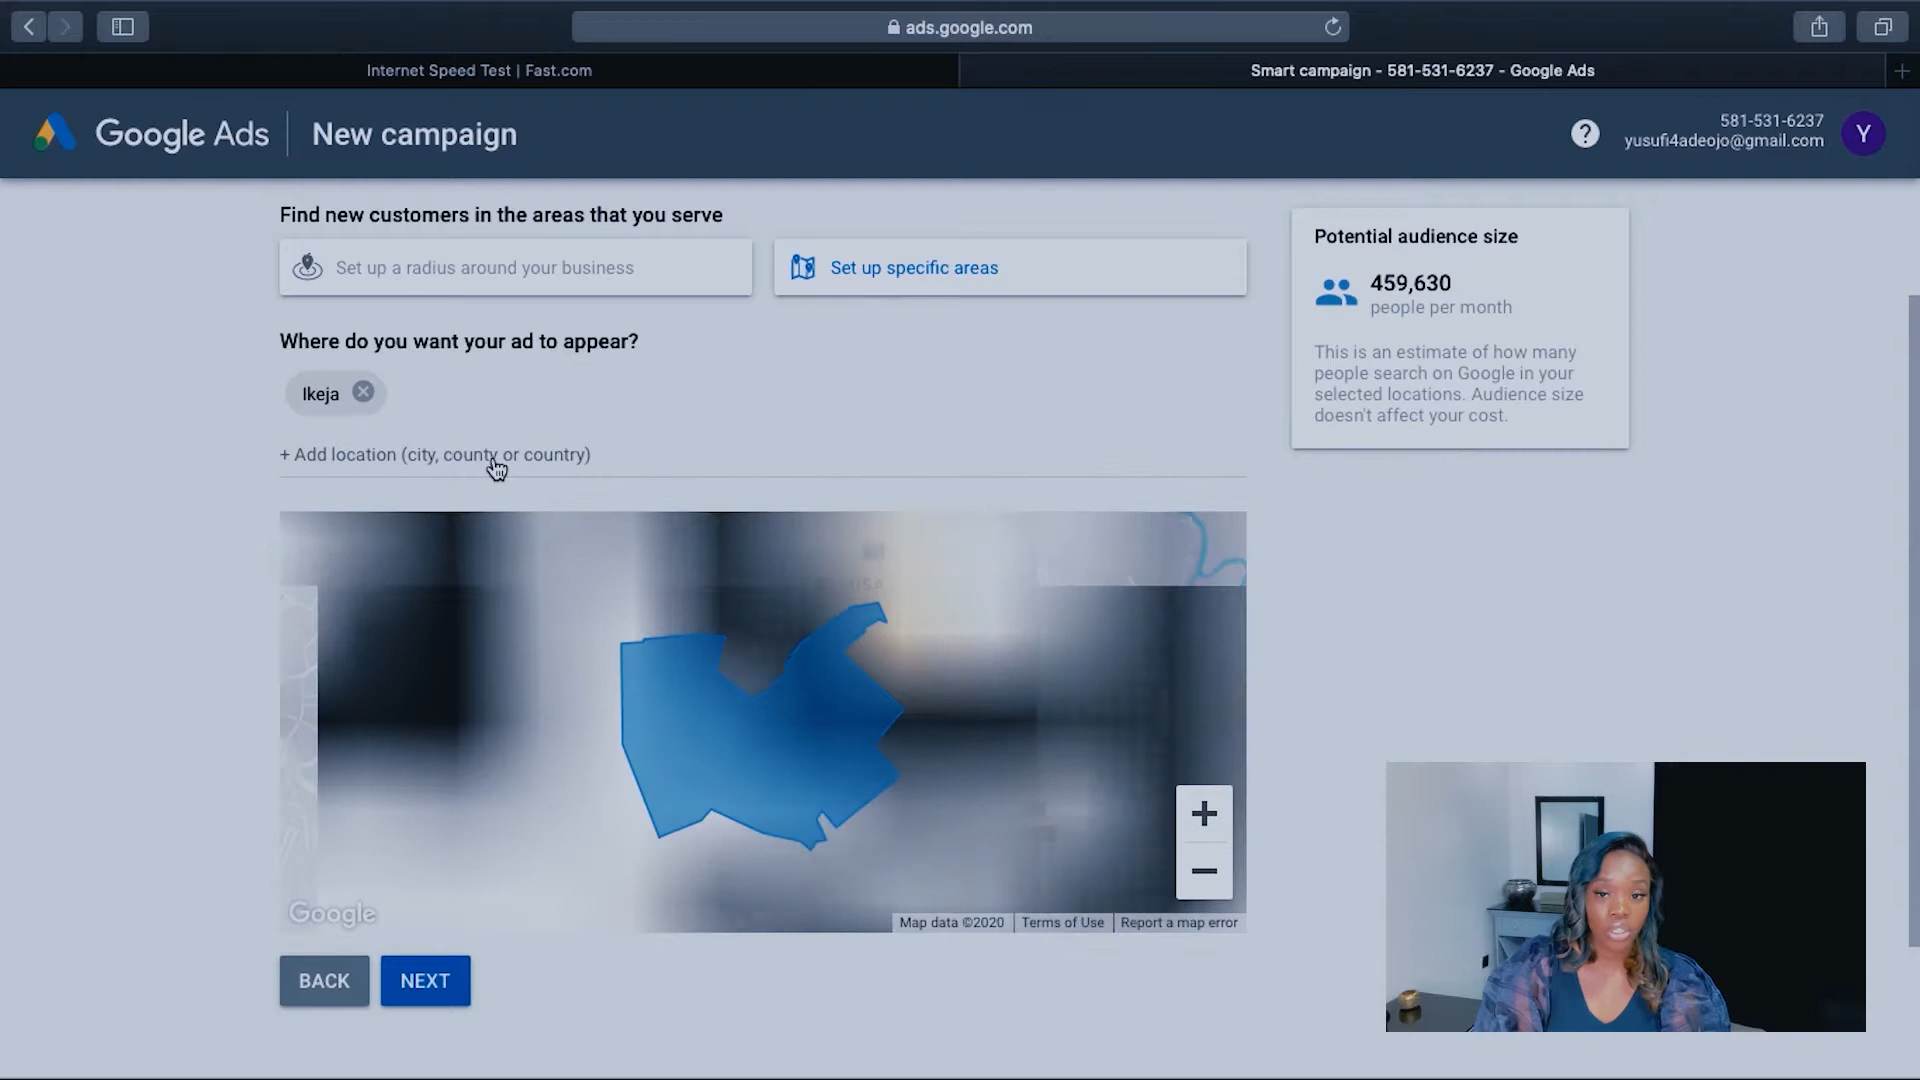 ads.google.com
Internet Speed Test | Fast.com
Smart campaign - 581-531-6237 - Google Ads
Google Ads
New campaign
581-531-6237
yusufi4adeojo@gmail.com
Y
Find new customers in the areas that you serve
Set up a radius around your business
Set up specific areas
Where do you want your ad to appear?
Ikeja
+ Add location (city, county or country)
Potential audience size
459,630
people per month
This is an estimate of how many
people search on Google in your
selected locations. Audience size
doesn't affect your cost.
Google
Map data ©2020
Terms of Use
Report a map error
BACK
NEXT